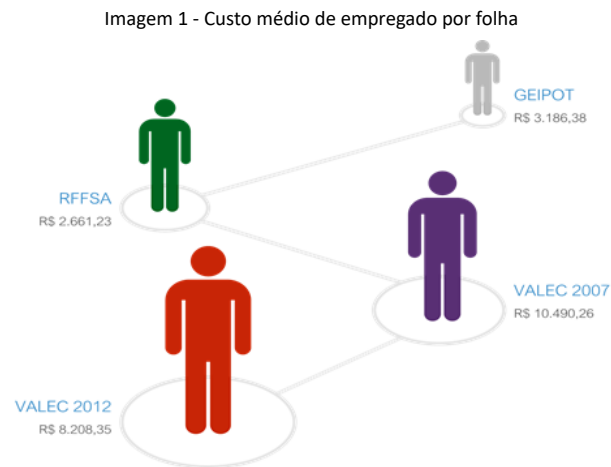 Imagem 1 - Custo médio de empregado por folha
GEIPOT
R$ 3.186,38
RFFSA
R$ 2.661,23
VALEC 2007
R$ 10.490,26
VALEC 2012
R$ 8.208,35